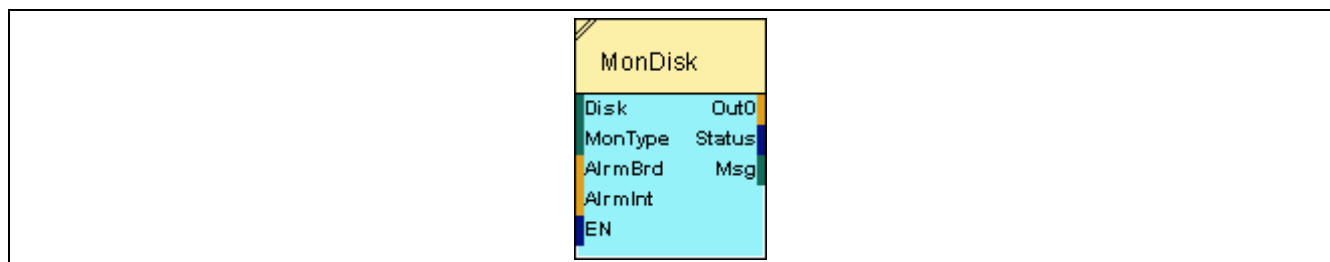 MonDisk
Disk Out0
MonType Status
AlrmBrd Msg
AlrmInt
EN